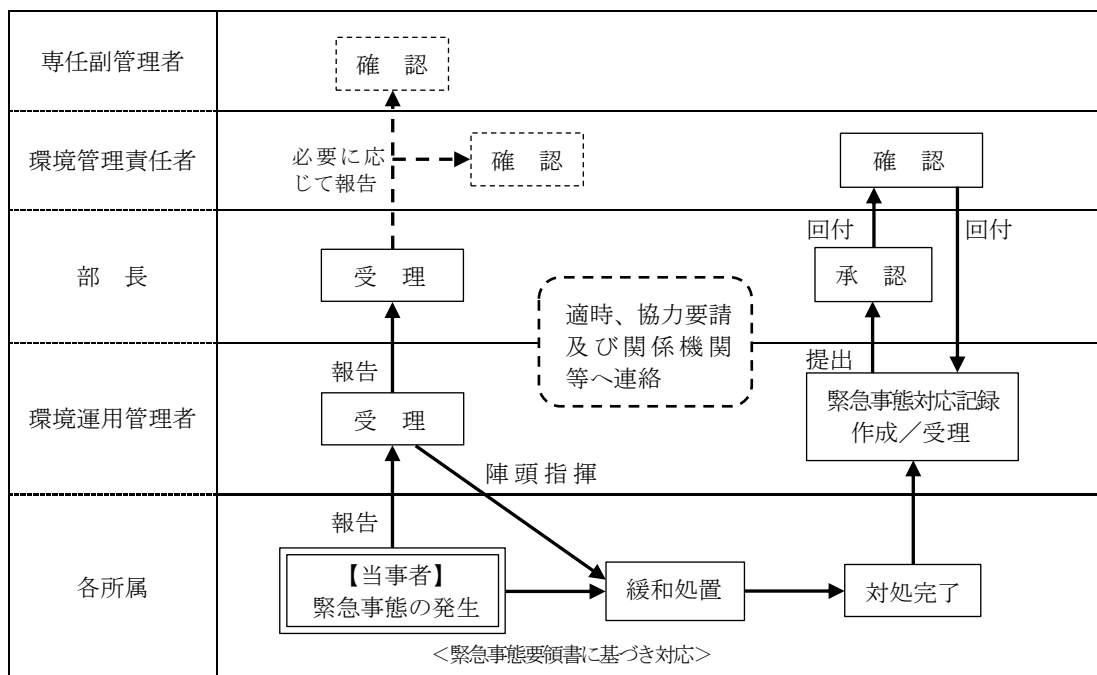 専任副管理者
確 認
環境管理責任者
必要に応
じて報告
確 認
確 認
回付
回付
部 長
受 理
適時、協力要請
及び関係機関
等へ連絡
承 認
報告
提出
環境運用管理者
受 理
緊急事態対応記録
作成／受理
陣頭指揮
報告
各所属
【当事者】
緊急事態の発生
緩和処置
対処完了
＜緊急事態要領書に基づき対応＞